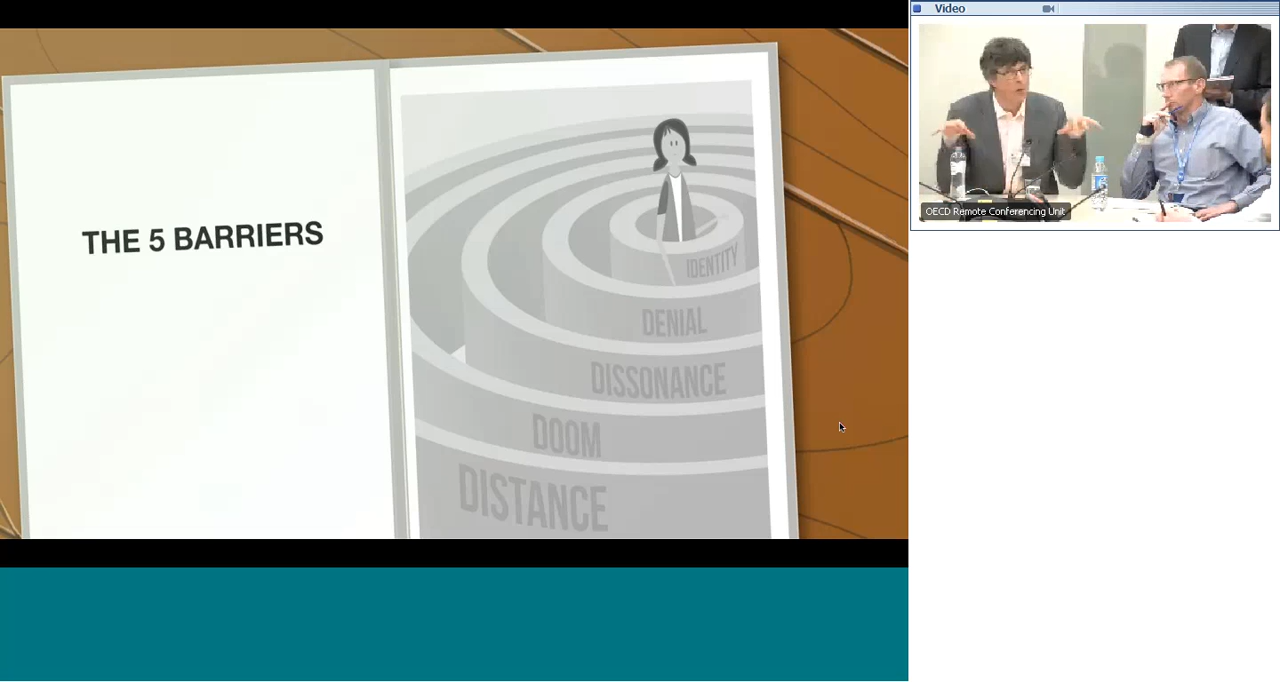 THE 5 BARRIERS
IDENTITY
DENIAL
DISSONANCE
DOOM
DISTANCE
Video
OECD Remote Conferencing Unit